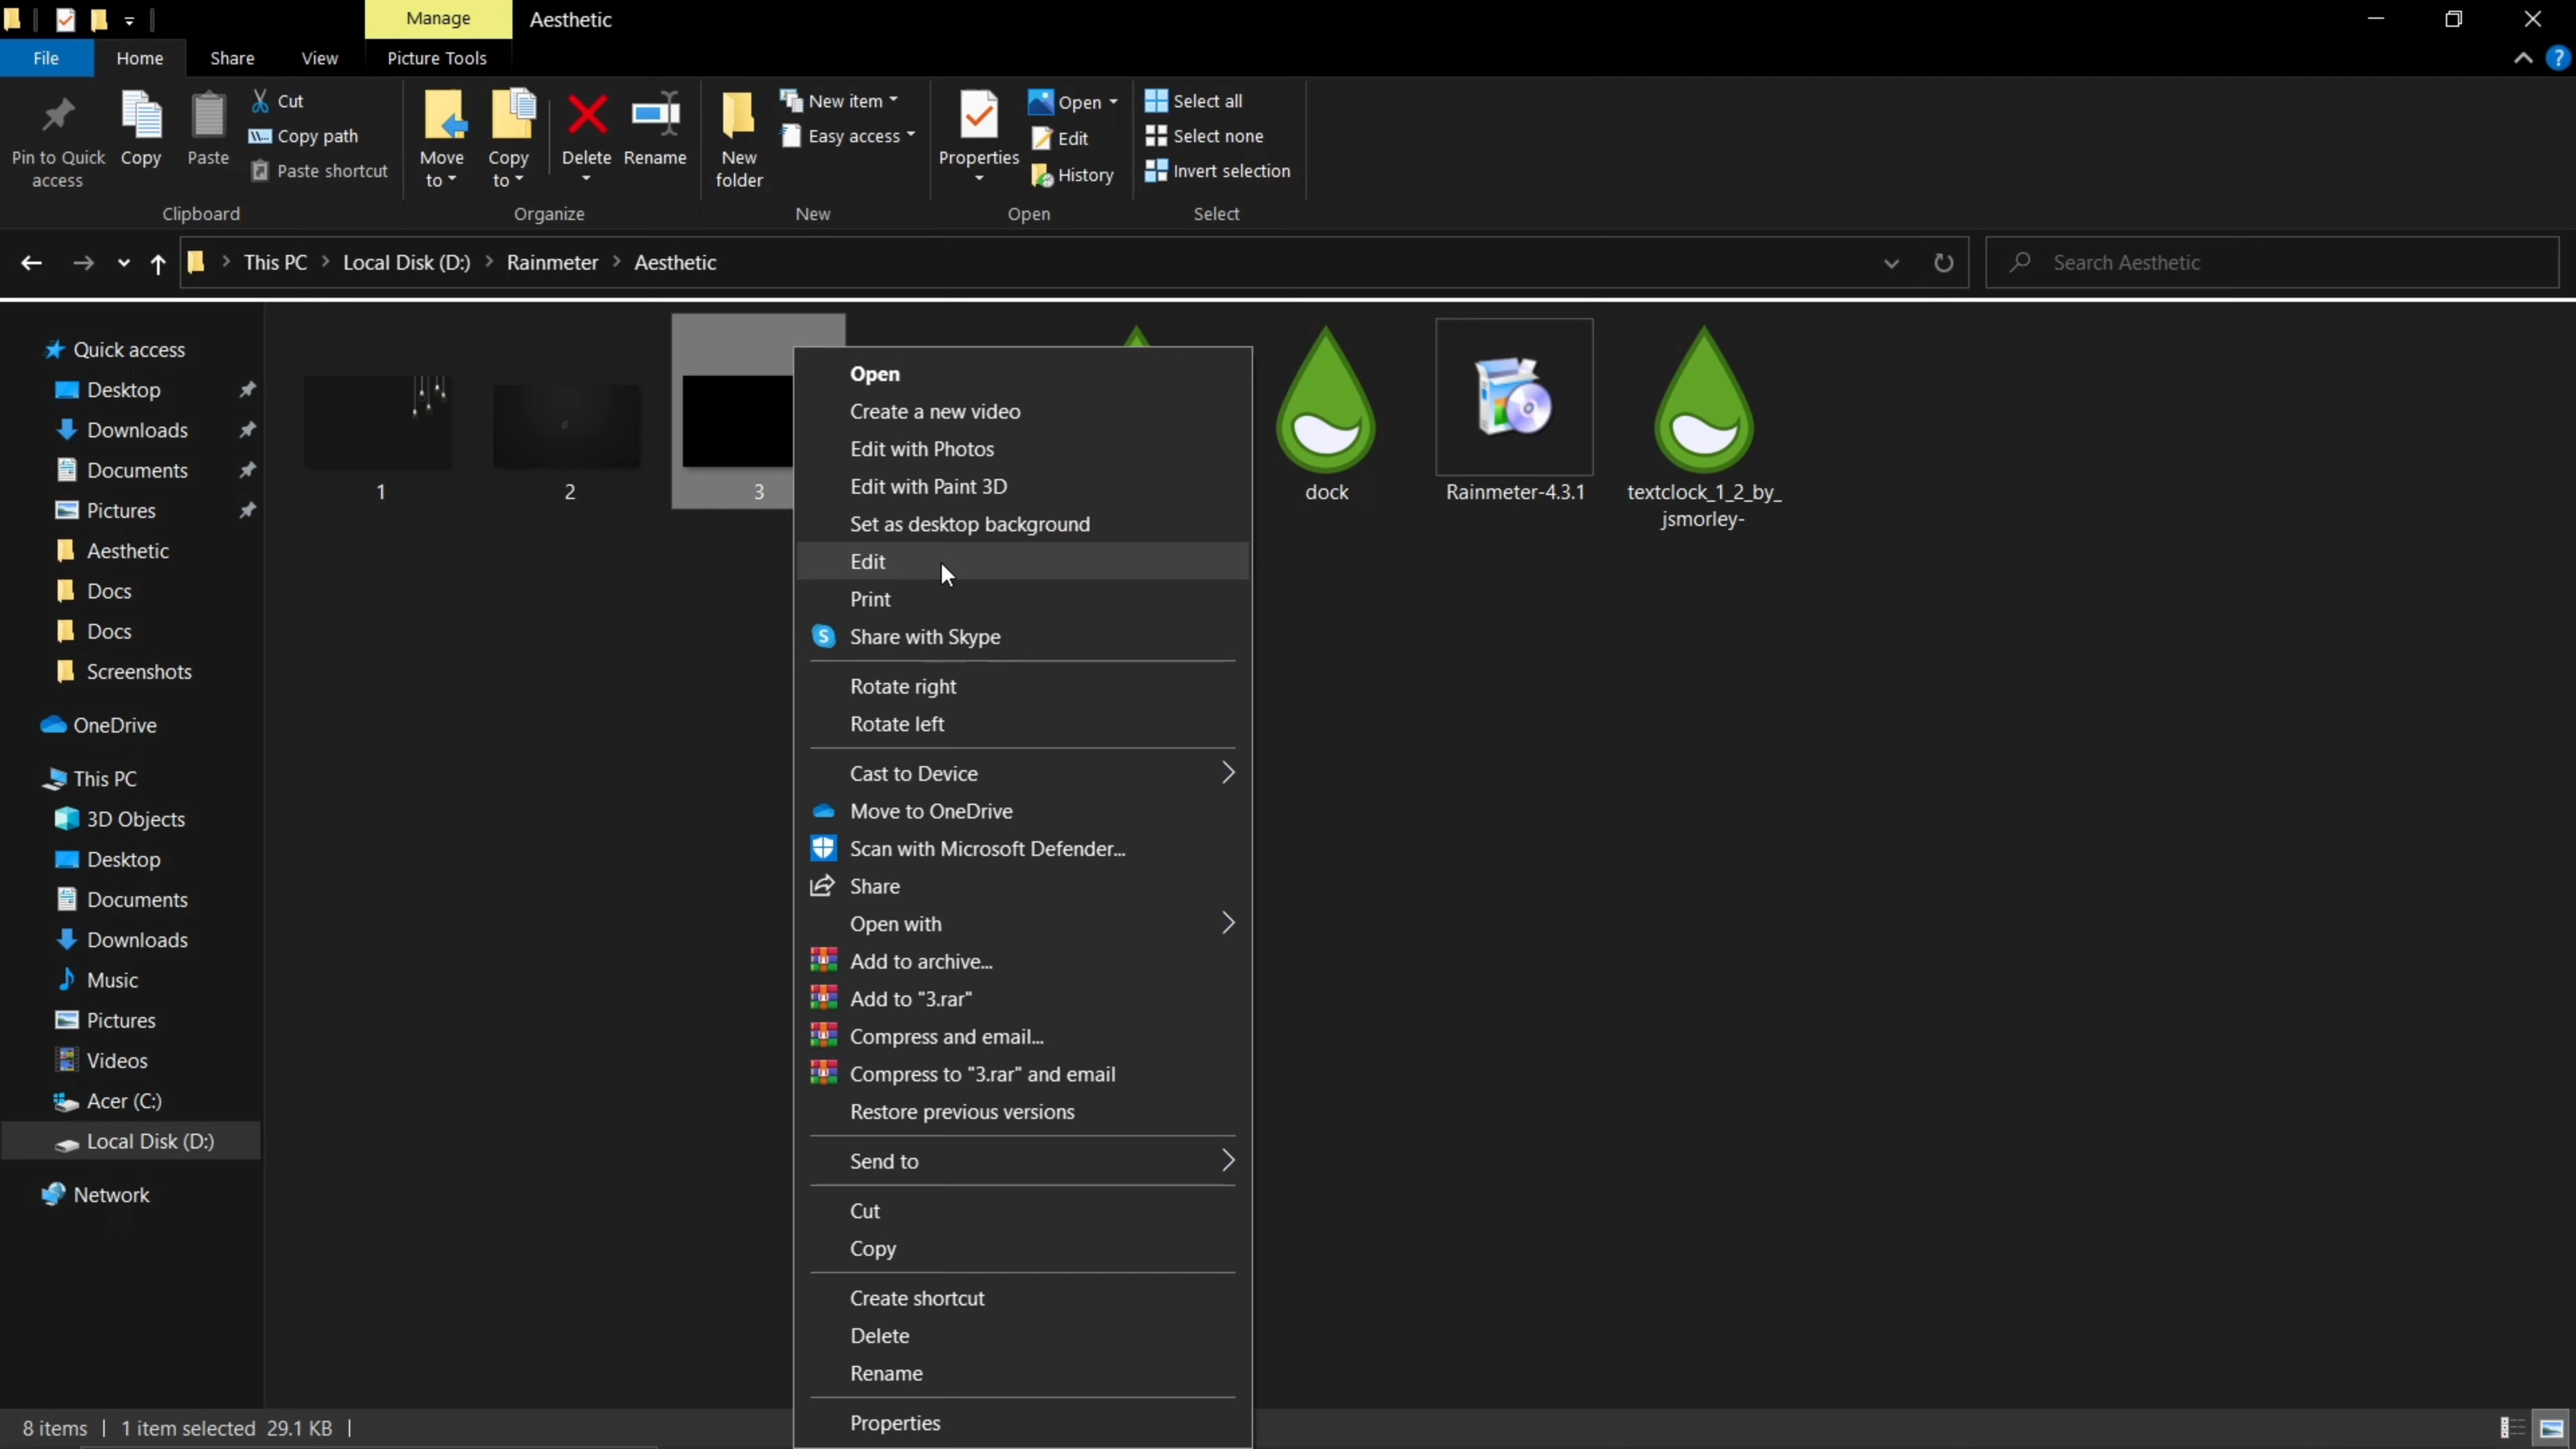 Manage
Aesthetic
File
Home
Share
View
Picture Tools
Pin to Quick
access
Copy
Paste
Cut
Copy path
Paste shortcut
Clipboard
Move
to
Copy
to
Delete
Rename
Organize
New
folder
New item
Easy access
New
Properties
Open
Edit
History
Open
Select all
Select none
Invert selection
Select
This PC
Local Disk (D:)
Rainmeter
Aesthetic
Search Aesthetic
Quick access
Desktop
Downloads
Documents
Pictures
Aesthetic
Docs
Docs
Screenshots
OneDrive
This PC
3D Objects
Desktop
Documents
Downloads
Music
Pictures
Videos
Acer (C:)
Local Disk (D:)
Network
1
2
3
dock
Rainmeter-4.3.1
textclock_1_2_by_
jsmorley-
Open
Create a new video
Edit with Photos
Edit with Paint 3D
Set as desktop background
Edit
Print
Share with Skype
Rotate right
Rotate left
Cast to Device
Move to OneDrive
Scan with Microsoft Defender...
Share
Open with
Add to archive...
Add to "3.rar"
Compress and email...
Compress to "3.rar" and email
Restore previous versions
Send to
Cut
Copy
Create shortcut
Delete
Rename
Properties
8 items
1 item selected 29.1 KB